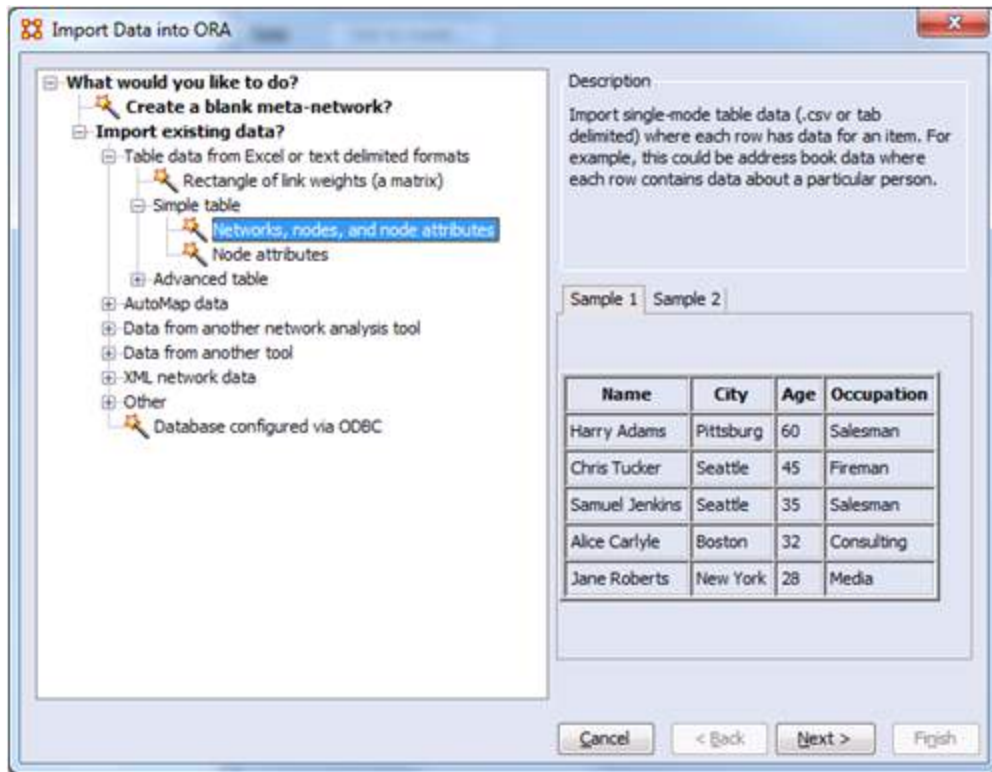 Import Data into ORA
What would you like to do?
Create a blank meta-network?
Import existing data?
Table data from Excel or text delimited formats
Rectangle of link weights (a matrix)
Simple table
Networks, nodes, and node attributes
Node attributes
Advanced table
AutoMap data
Data from another network analysis tool
Data from another tool
XML network data
Other
Database configured via ODBC
Description
Import single-mode table data (.csv or tab
delimited) where each row has data for an item. For
example, this could be address book data where
each row contains data about a particular person.
Sample 1 Sample 2
Name City Age Occupation
Harry Adams Pittsburg 60 Salesman
Chris Tucker Seattle 45 Fireman
Samuel Jenkins Seattle 35 Salesman
Alice Carlyle Boston 32 Consulting
Jane Roberts New York 28 Media
Cancel < Back Next > Finish